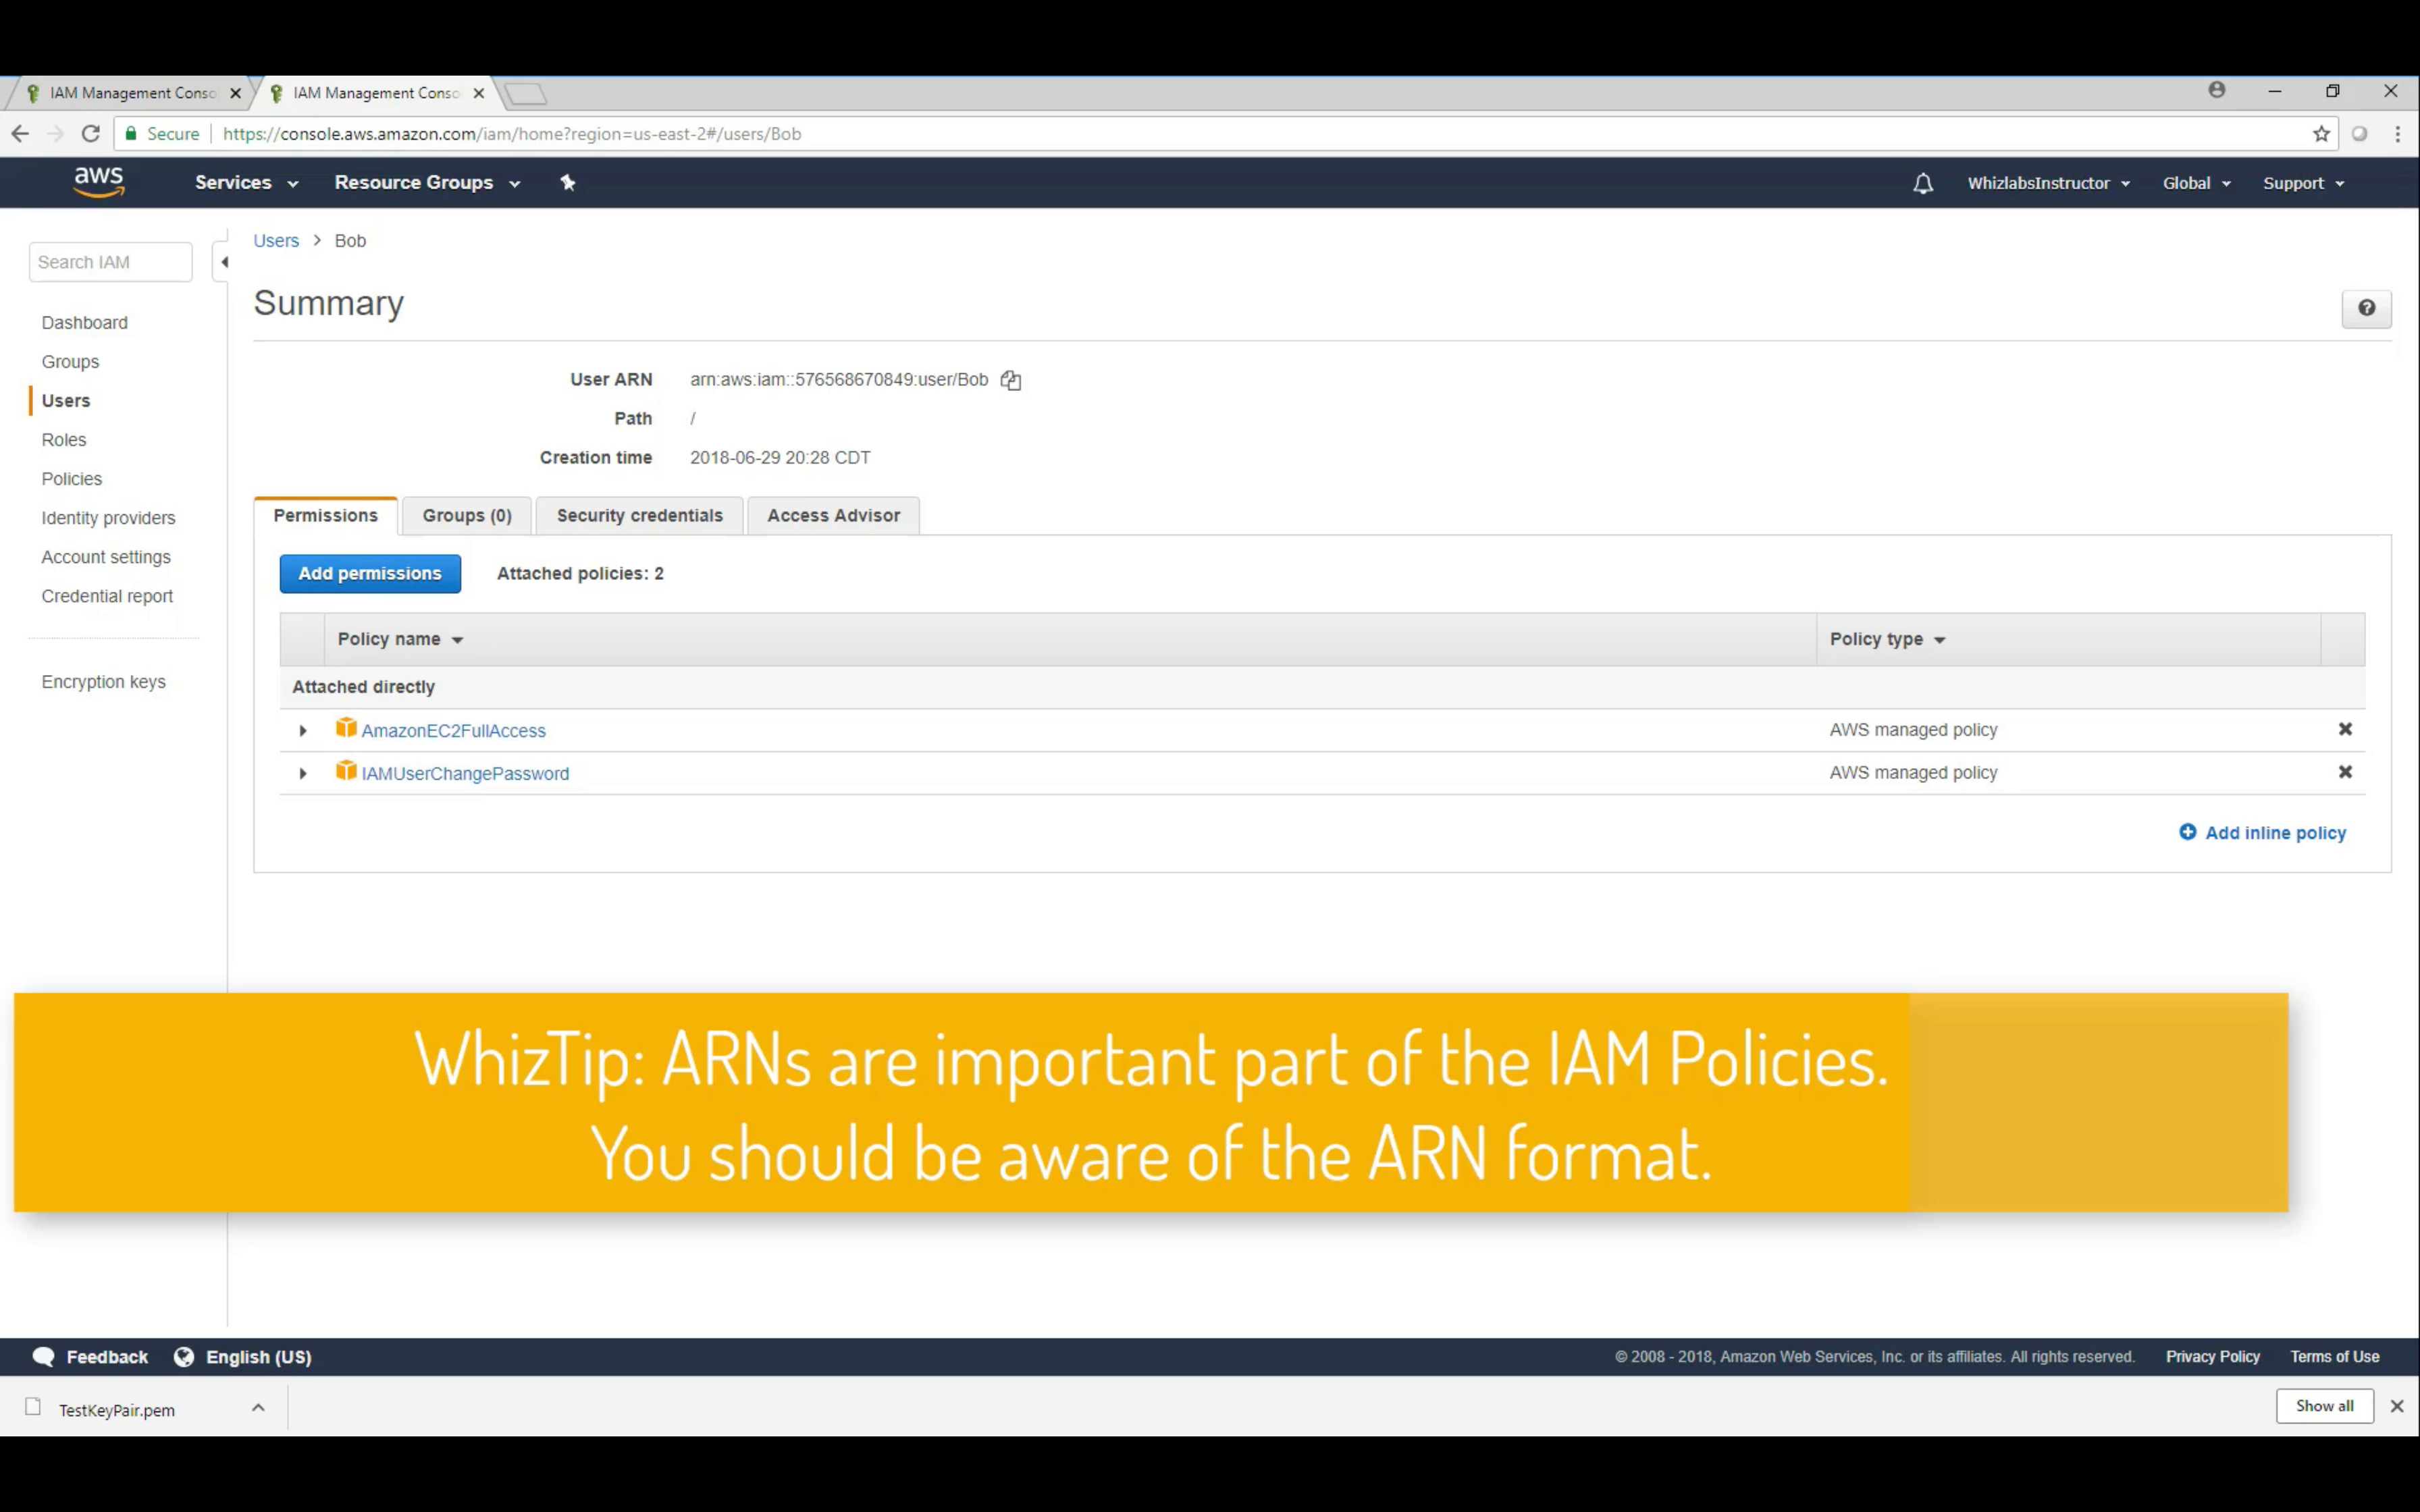 IAM Management Conso
IAM Management Conso
Secure | https://console.aws.amazon.com/iam/home?region=us-east-2#/users/Bob
aws
Services
Resource Groups
WhizlabsInstructor
Global
Support
Search IAM
Dashboard
Groups
Users
Roles
Policies
Identity providers
Account settings
Credential report
Encryption keys
Users > Bob
Summary
User ARN arn:aws:iam::576568670849:user/Bob
Path /
Creation time 2018-06-29 20:28 CDT
Permissions
Groups (0)
Security credentials
Access Advisor
Add permissions
Attached policies: 2
Policy name
Policy type
Attached directly
AmazonEC2FullAccess AWS managed policy
IAMUserChangePassword AWS managed policy
Add inline policy
WhizTip: ARNs are important part of the IAM Policies.
You should be aware of the ARN format.
Feedback
English (US)
© 2008 - 2018, Amazon Web Services, Inc. or its affiliates. All rights reserved.
Privacy Policy
Terms of Use
TestKeyPair.pem
Show all